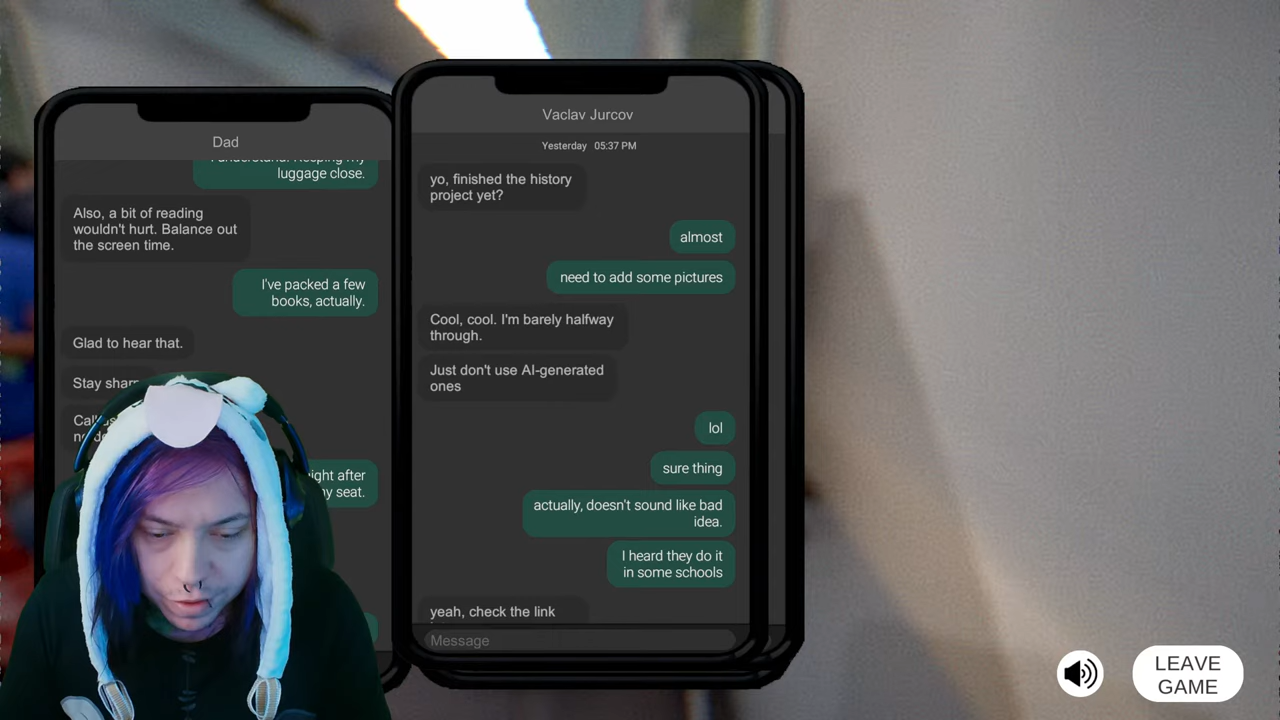 Dad
luggage close.
Also, a bit of reading
wouldn't hurt. Balance out
the screen time.
I've packed a few
books, actually.
Glad to hear that.
Stay
after
seat.
Vaclav Jurcov
Yesterday 05:37 PM
yo, finished the history
project yet?
almost
need to add some pictures
Cool, cool. I'm barely halfway
through.
Just don't use AI-generated
ones
lol
sure thing
actually, doesn't sound like bad
idea.
I heard they do it
in some schools
yeah, check the link
Message
LEAVE
GAME